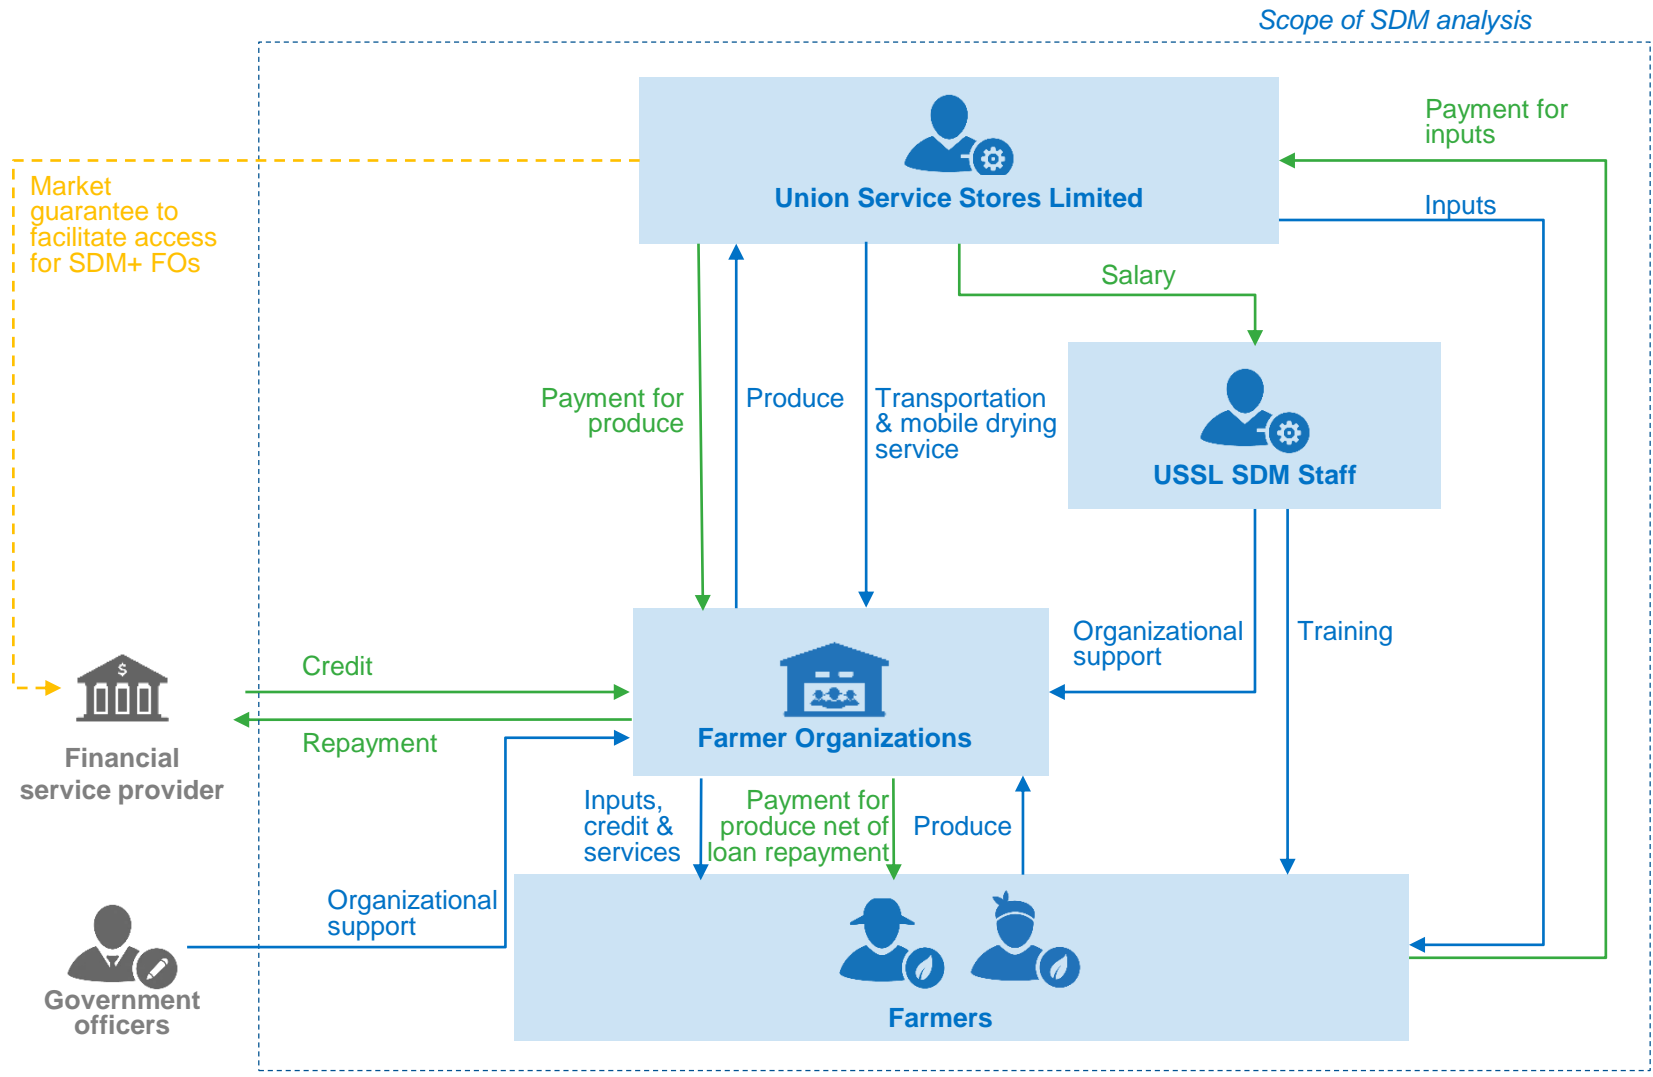 Scope of SDM analysis
Payment for
inputs
Union Service Stores Limited
Inputs
Market
guarantee to
facilitate access
for SDM+ FOs
Salary
Payment for
produce
Produce
Transportation
& mobile drying
service
USSL SDM Staff
Organizational
support
Training
Credit
$
Farmer Organizations
Repayment
Financial
service provider
Inputs,
credit &
services
Payment for
produce net of
loan repayment
Produce
Organizational
support
Government
officers
Farmers